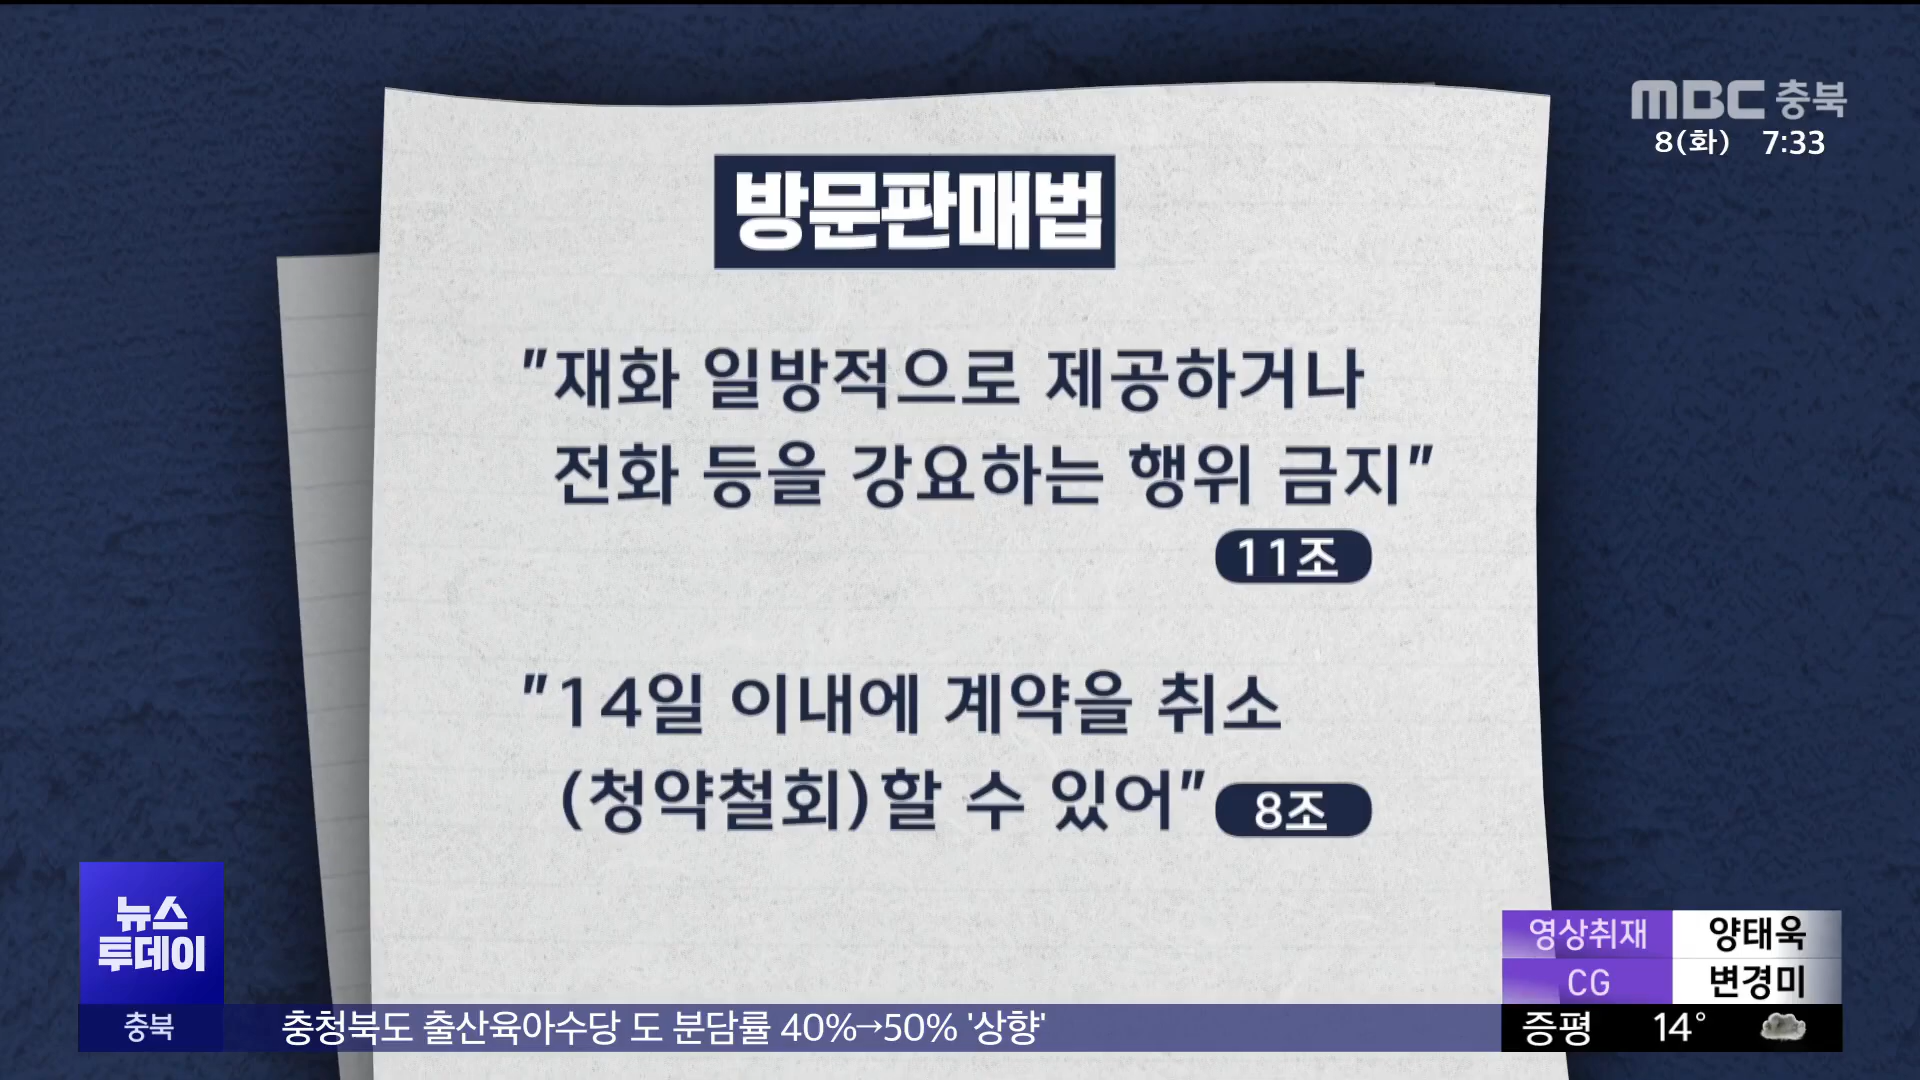 MBC 충북
8(화) 7:33
방문판매법
"재화 일방적으로 제공하거나
전화 등을 강요하는 행위 금지"
11조
"14일 이내에 계약을 취소
(청약철회)할 수 있어" 8조
뉴스
투데이
영상취재 양태욱
CG 변경미
충북 충청북도 출산육아수당 도 분담률 40%→50% '상향'
증평 14°